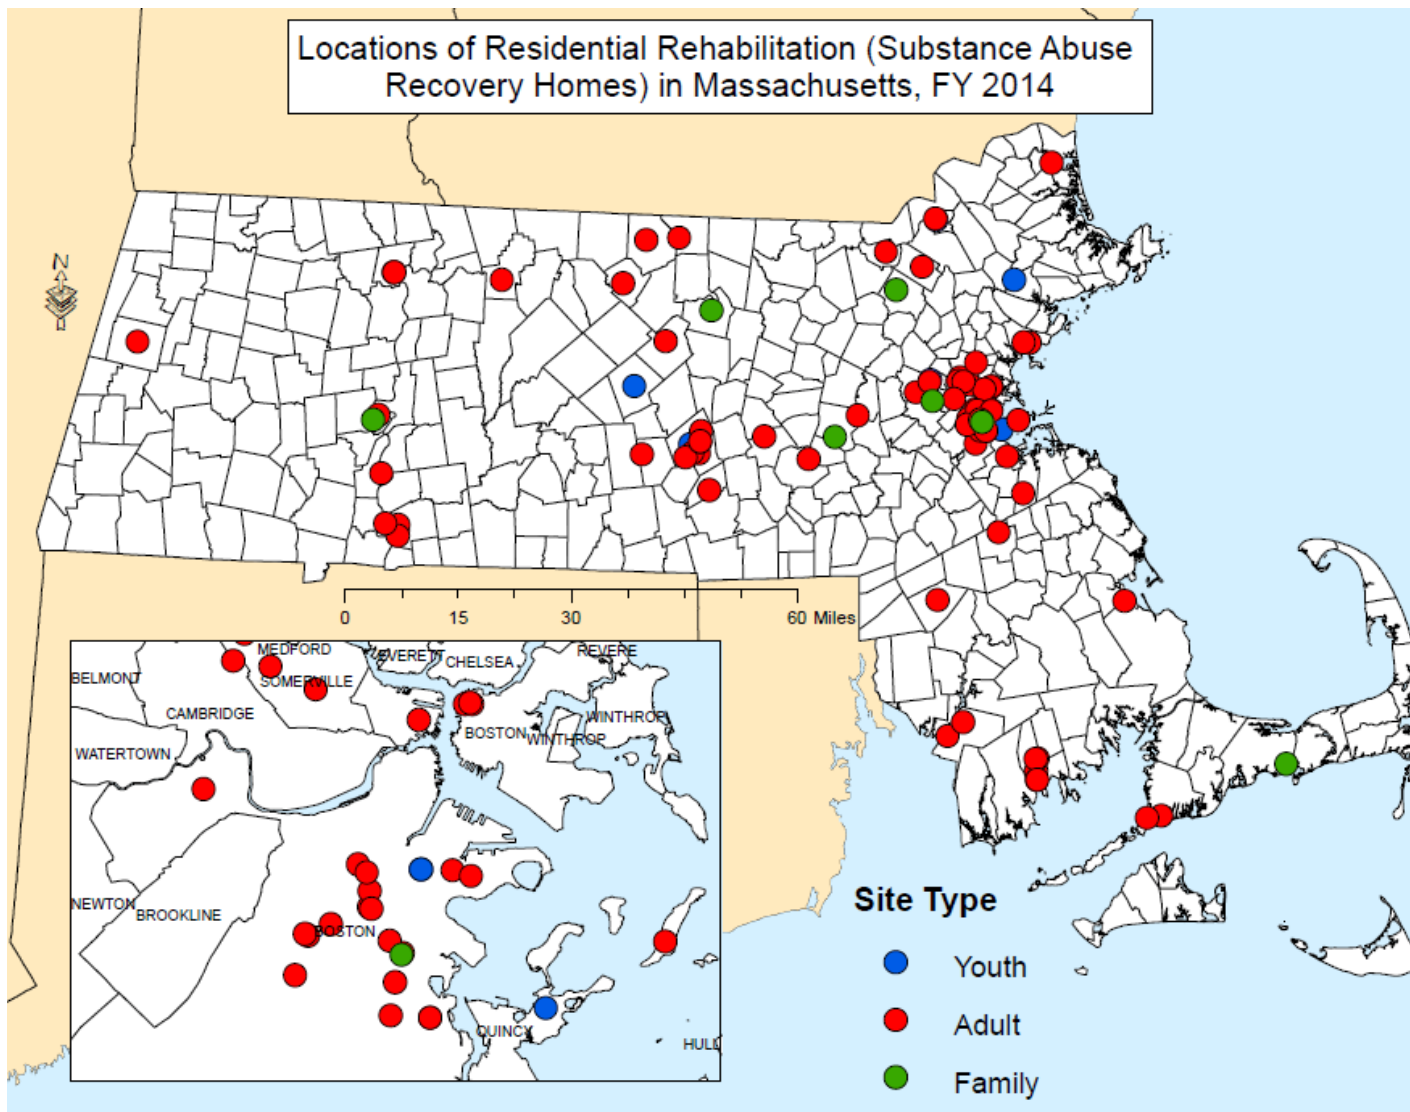 Locations of Residential Rehabilitation (Substance Abuse
Recovery Homes) in Massachusetts, FY 2014
N
0 15 30 60 Miles
MEDFORD
EVERETT
CHELSEA
REVERE
BELMONT
SOMERVILLE
CAMBRIDGE
WINTHROP
BOSTON
WINTHROP
WATERTOWN
NEWTON
BROOKLINE
BOSTON
QUINCY
HULL
Site Type
Youth
Adult
Family